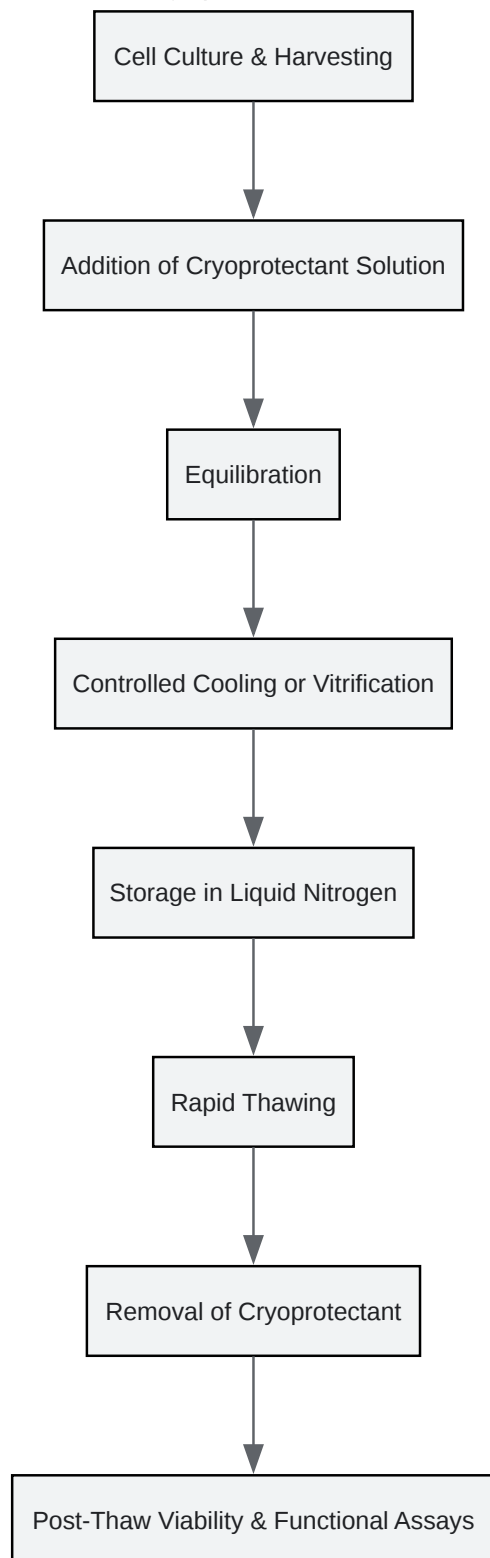 Cell Culture & Harvesting
Addition of Cryoprotectant Solution
Equilibration
Controlled Cooling or Vitrification
Storage in Liquid Nitrogen
Rapid Thawing
Removal of Cryoprotectant
Post-Thaw Viability & Functional Assays